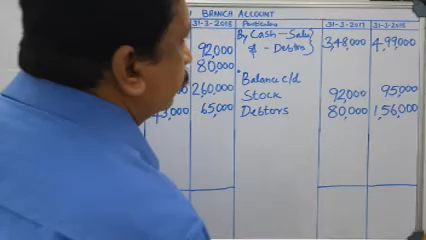 BRANCH ACCOUNT
31-3-2018 Particulars 31-3-2017 31-3-2018
By Cash - Sales}
92,000 & - Debtors} 3,48,000 4,99,000
80,000 Balance c/d
2,60,000 Stock 92,000 95,000
65,000 Debtors 80,000 1,56,000